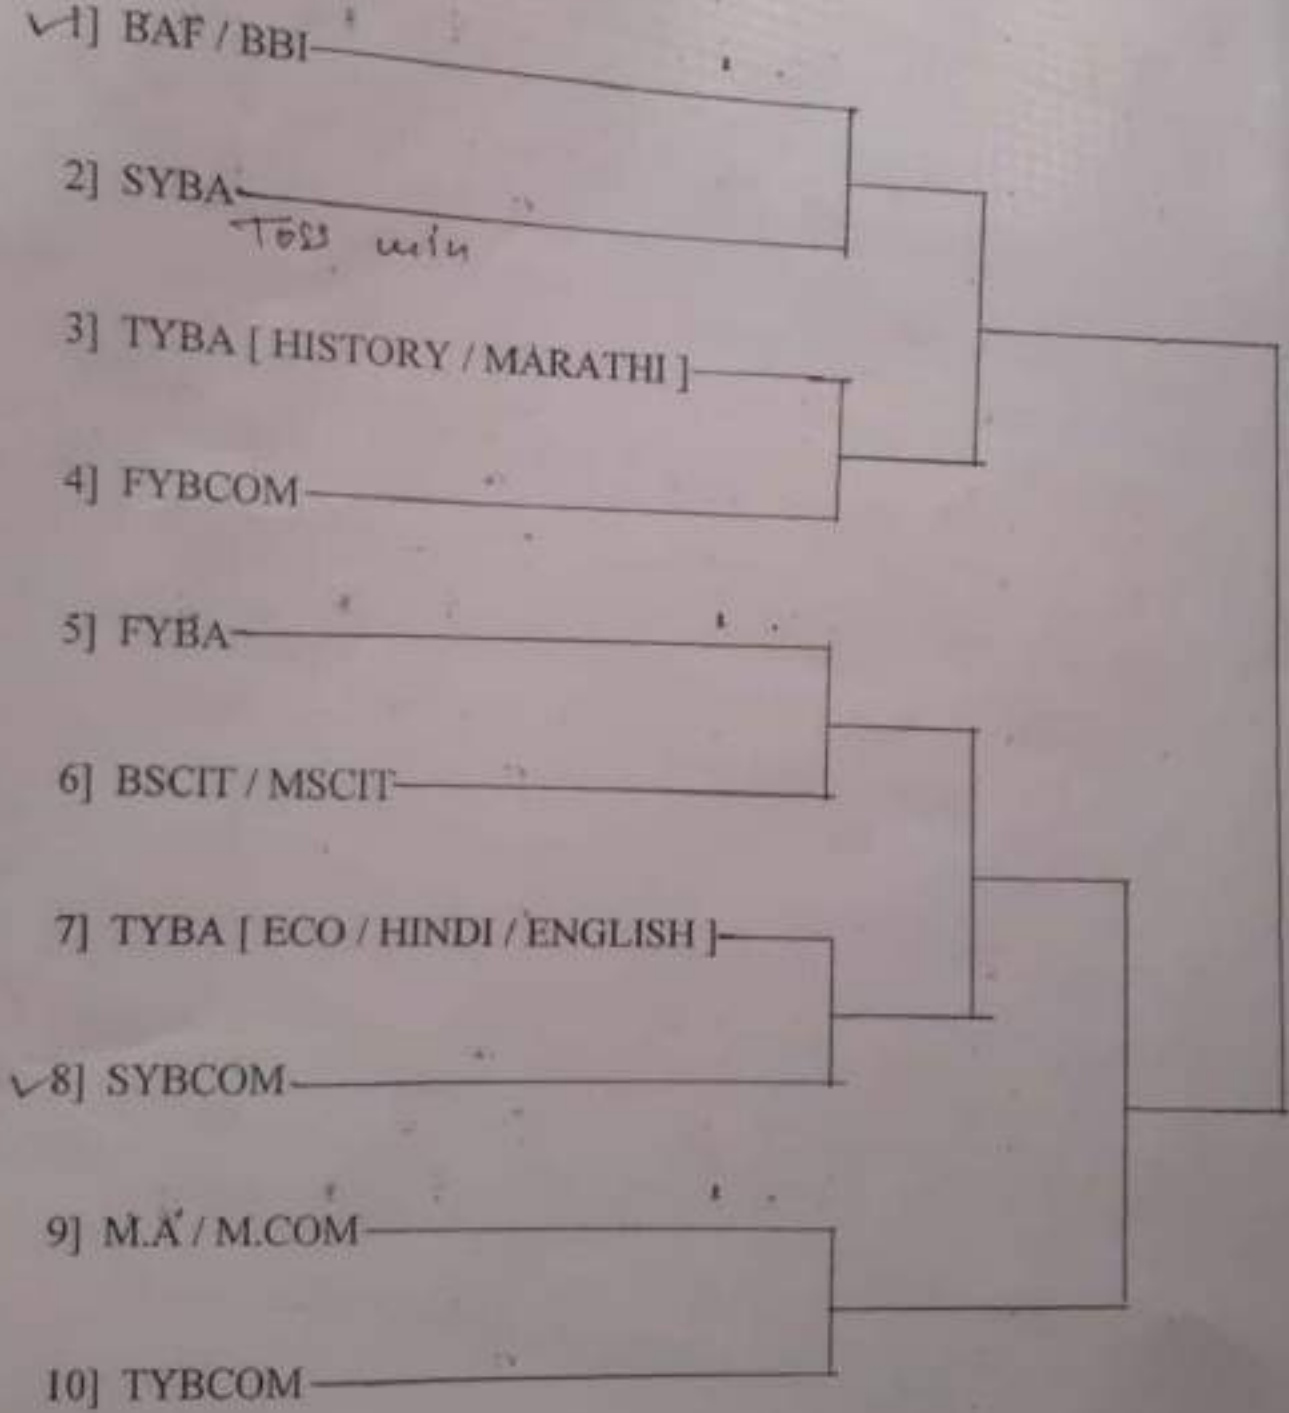 ✓1] BAF / BBI
2] SYBA
Toss win
3] TYBA [ HISTORY / MARATHI ]
4] FYBCOM
5] FYBA
6] BSCIT / MSCIT
7] TYBA [ ECO / HINDI / ENGLISH ]
✓8] SYBCOM
9] M.A / M.COM
10] TYBCOM